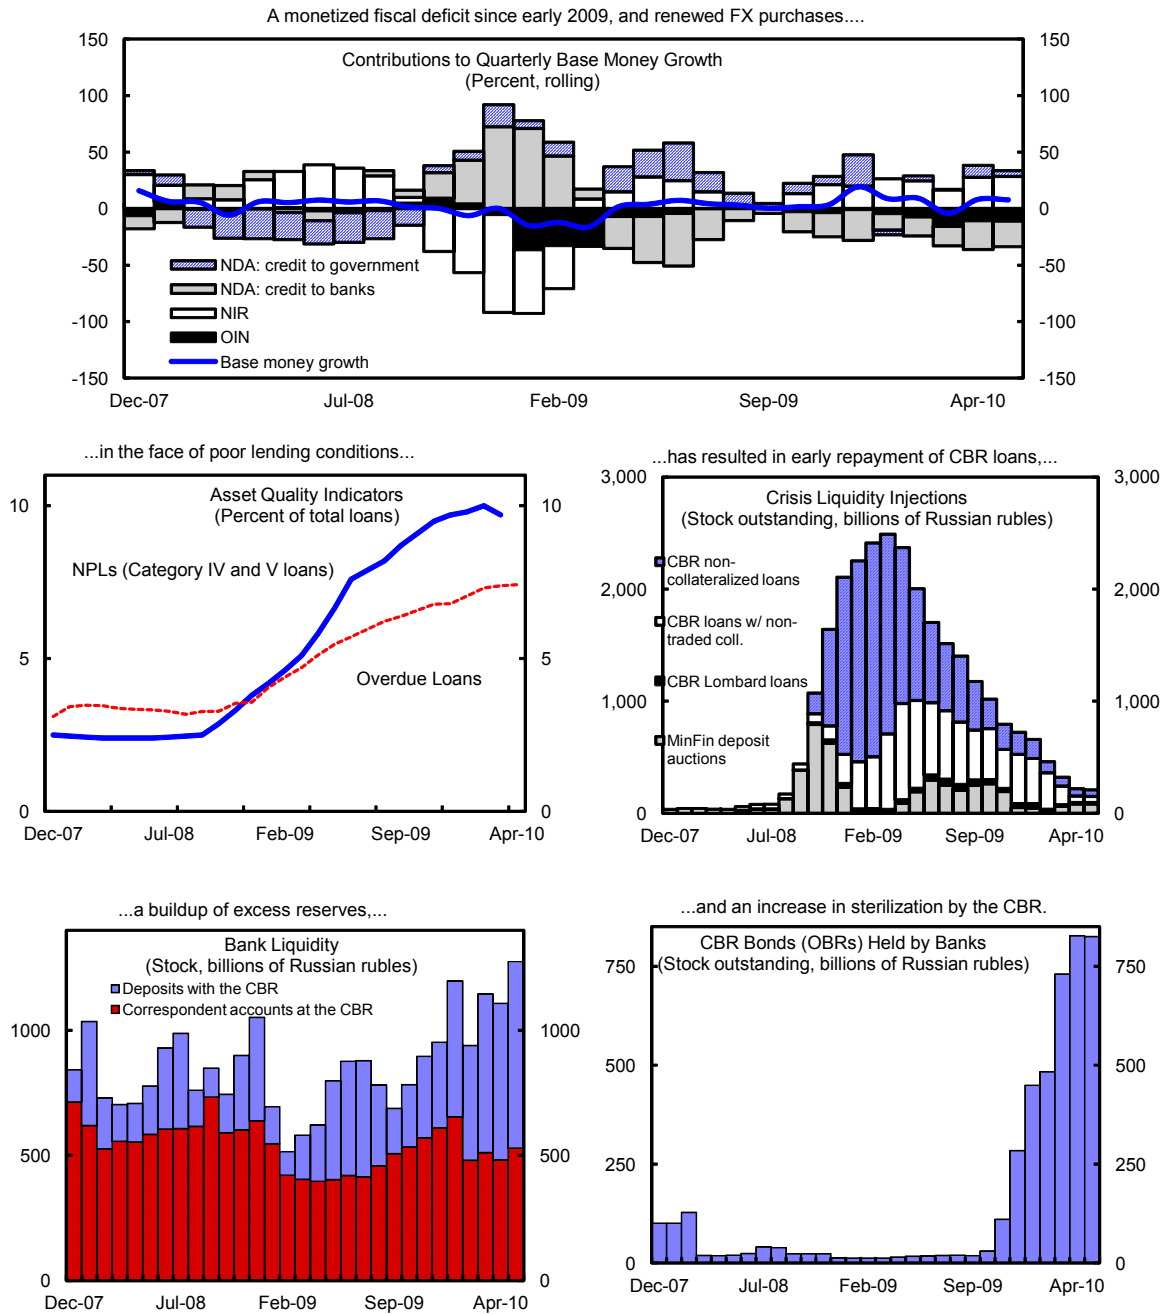 A monetized fiscal deficit since early 2009, and renewed FX purchases....
150
150
Contributions to Quarterly Base Money Growth
(Percent, rolling)
100
100
50
50
0
0
-50
-50
NDA: credit to government
NDA: credit to banks
NIR
OIN
Base money growth
-100
-100
-150
-150
Dec-07
Jul-08
Feb-09
Sep-09
Apr-10
...in the face of poor lending conditions...
Asset Quality Indicators
(Percent of total loans)
10
10
NPLs (Category IV and V loans)
5
5
Overdue Loans
0
0
Dec-07
Jul-08
Feb-09
Sep-09
Apr-10
...has resulted in early repayment of CBR loans,...
3,000
3,000
Crisis Liquidity Injections
(Stock outstanding, billions of Russian rubles)
CBR non-
collateralized loans
2,000
2,000
CBR loans w/ non-
traded coll.
CBR Lombard loans
1,000
1,000
MinFin deposit
auctions
0
0
Dec-07
Jul-08
Feb-09
Sep-09
Apr-10
...a buildup of excess reserves,...
Bank Liquidity
(Stock, billions of Russian rubles)
Deposits with the CBR
Correspondent accounts at the CBR
1000
1000
500
500
0
0
Dec-07
Jul-08
Feb-09
Sep-09
Apr-10
...and an increase in sterilization by the CBR.
CBR Bonds (OBRs) Held by Banks
(Stock outstanding, billions of Russian rubles)
750
750
500
500
250
250
0
0
Dec-07
Jul-08
Feb-09
Sep-09
Apr-10